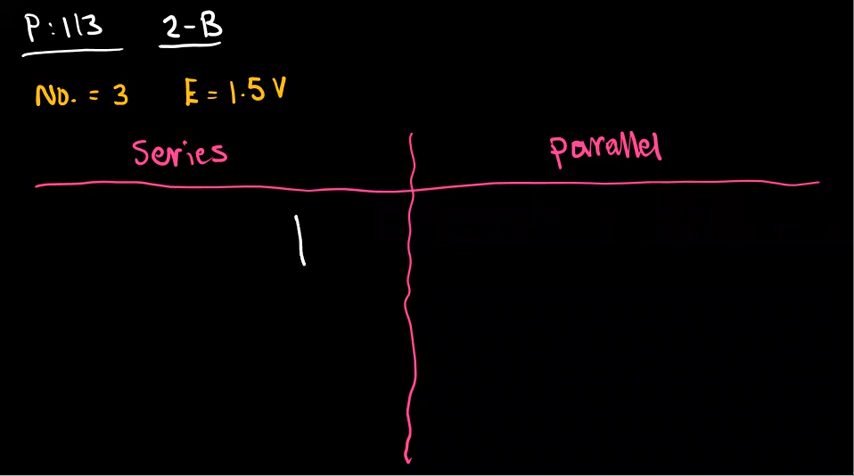 P:113 2-B
No. = 3 E = 1.5 V
Series parallel